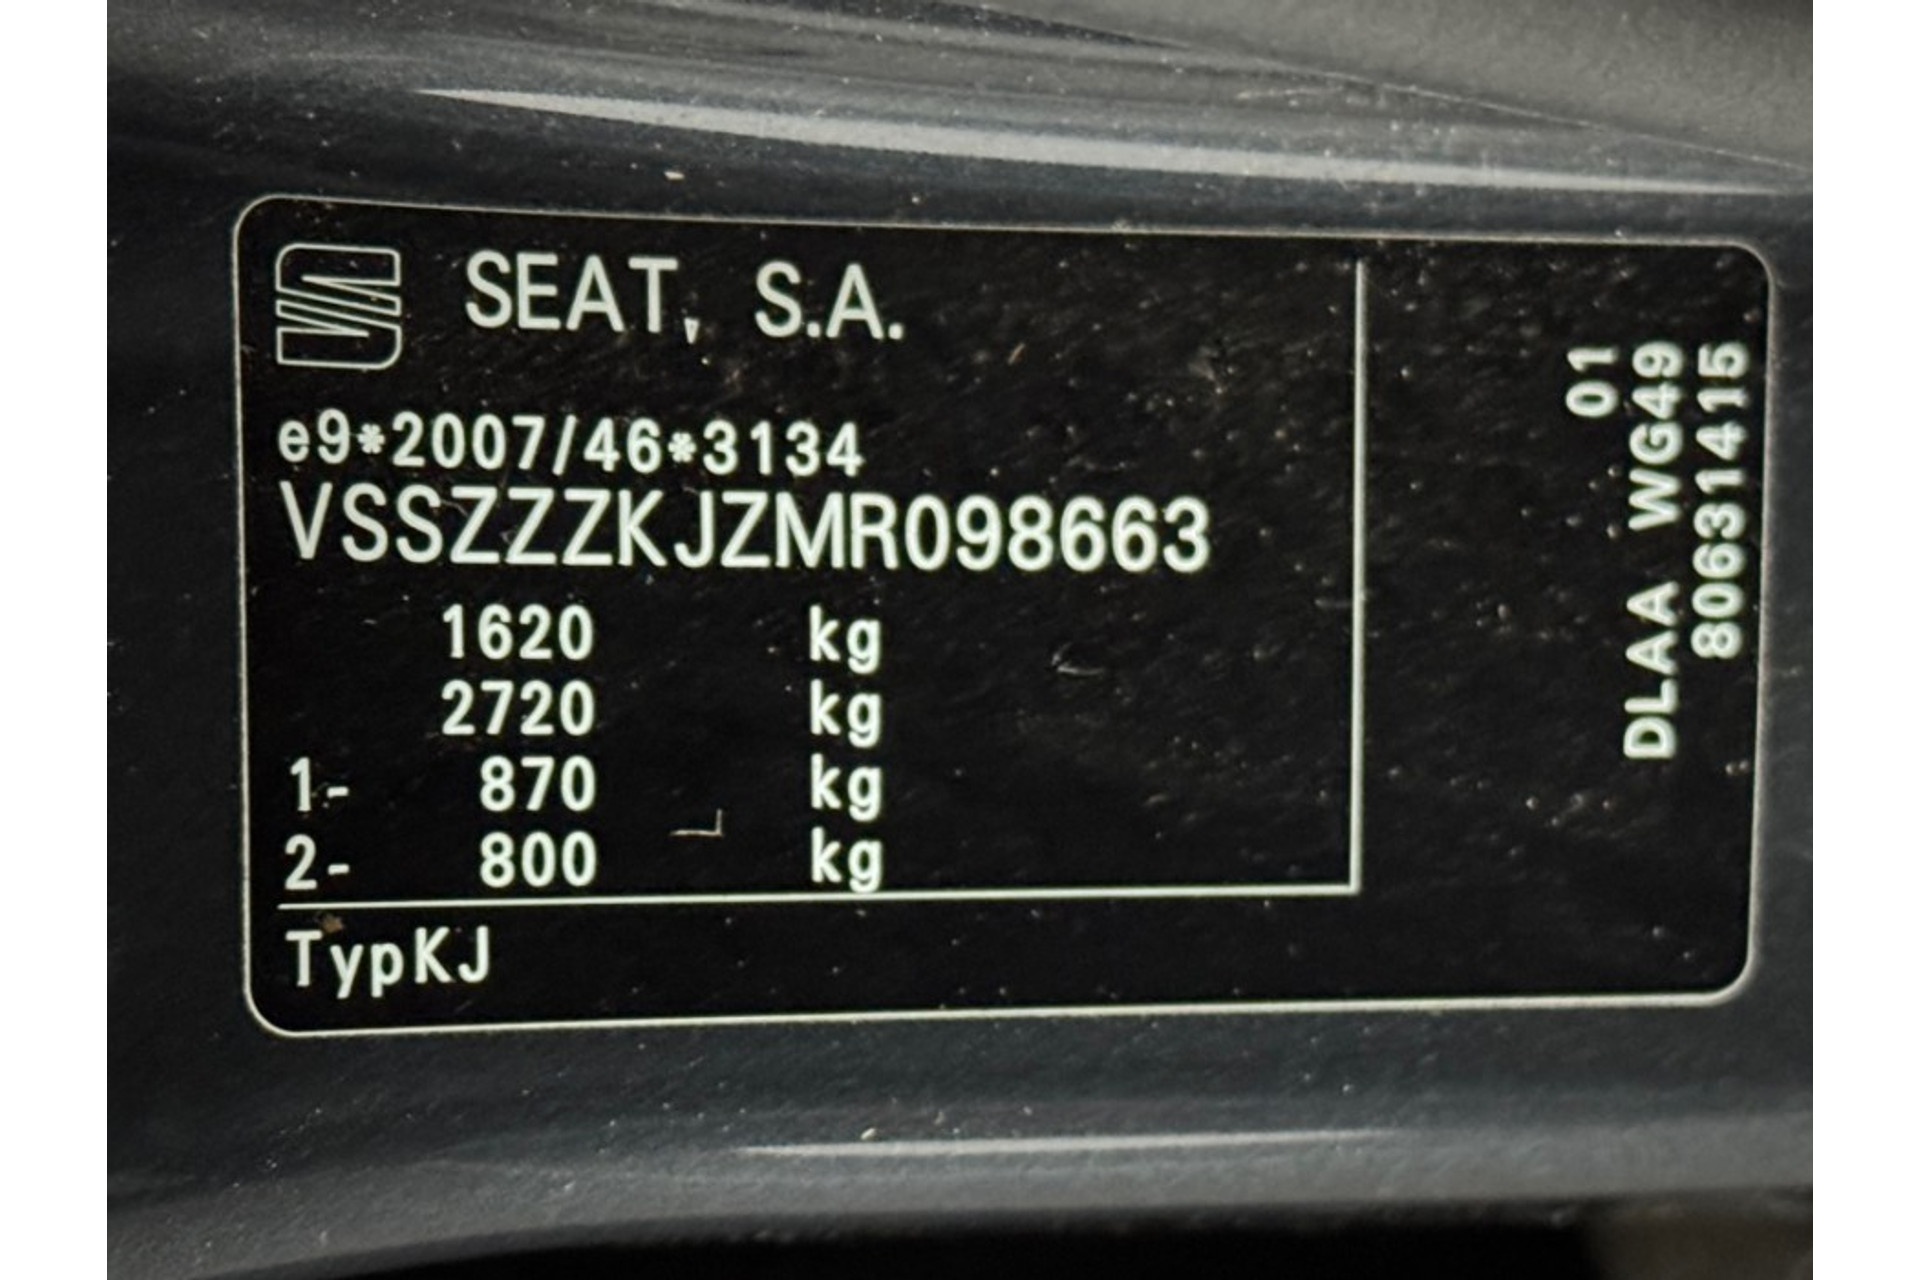 SEAT, S.A.
e9*2007/46*3134
VSSZZZKJZMR098663
1620 kg
2720 kg
1- 870 kg
2- 800 kg
TypKJ
01
DLAA WG49
80631415